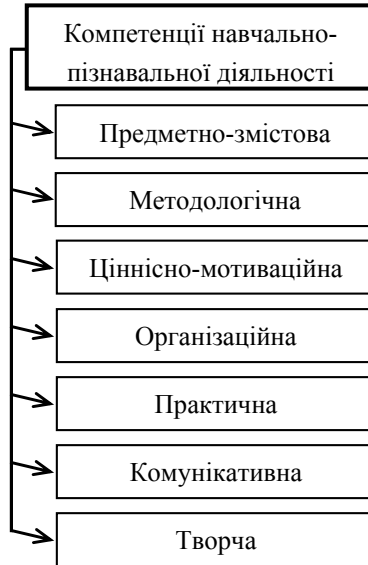 Компетенції навчально-
пізнавальної діяльності
Предметно-змістова
Методологічна
Ціннісно-мотиваційна
Організаційна
Практична
Комунікативна
Творча